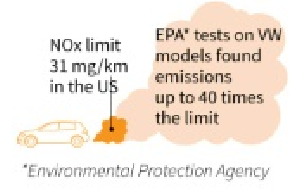 NOx limit
31 mg/km
in the US
EPA* tests on VW
models found
emissions
up to 40 times
the limit
*Environmental Protection Agency